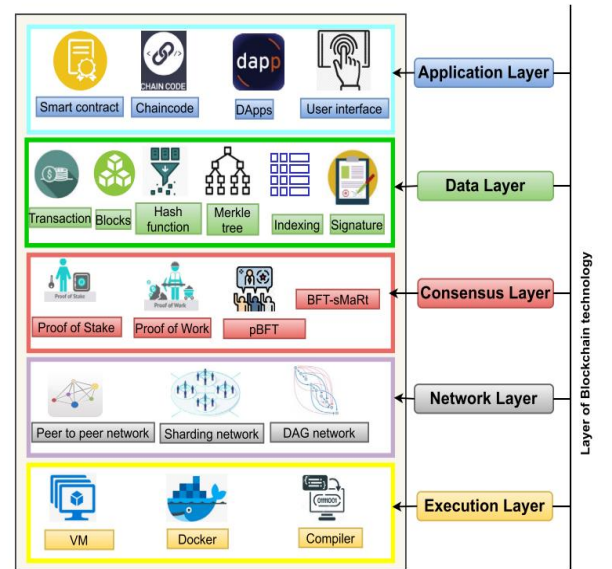 CHAIN CODE
dapp
Smart contract
Chaincode
DApps
User interface
Application Layer
Transaction
Blocks
Hash
function
Merkle
tree
Indexing
Signature
Data Layer
Proof of Stake
Proof of Work
BFT-sMaRt
Proof of Stake
Proof of Work
pBFT
Consensus Layer
Peer to peer network
Sharding network
DAG network
Network Layer
VM
Docker
Compiler
Execution Layer
Layer of Blockchain technology